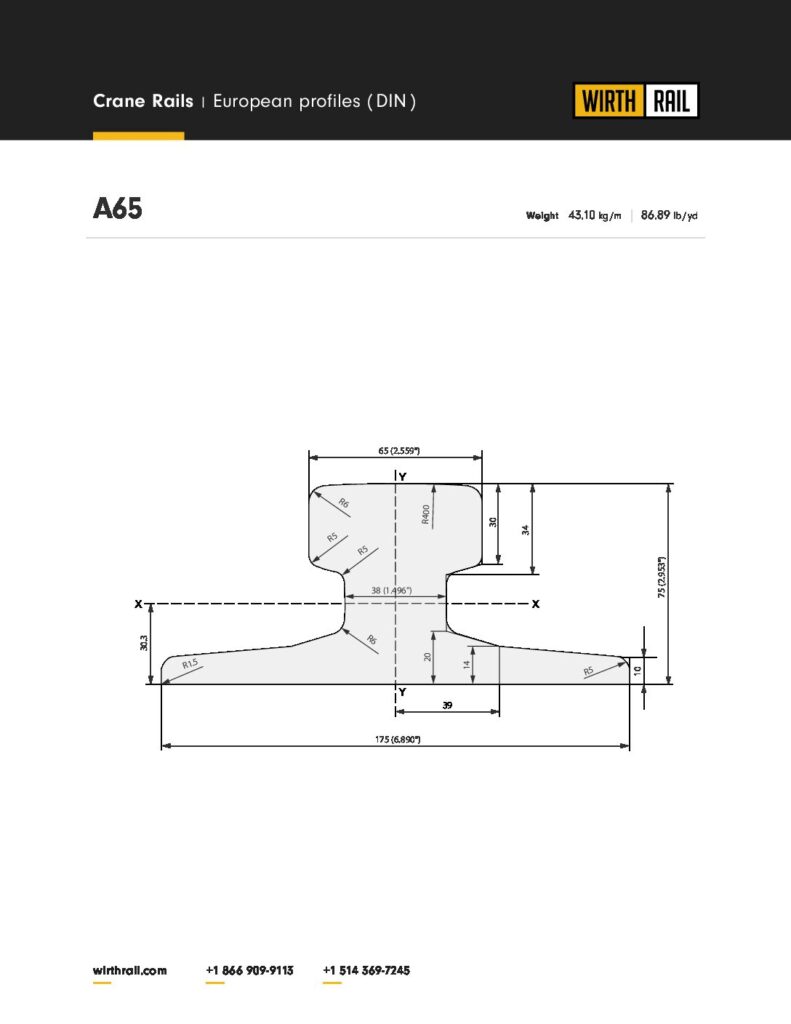 Crane Rails | European profiles (DIN)
WIRTH RAIL
A65
Weight 43,10 kg/m | 86,89 lb/yd
65 (2.559")
Y
R6
R400
30
34
R5
R5
75 (2.953")
38 (1.496")
X
X
30.3
R6
20
14
R1.5
R5
10
Y
39
175 (6.890")
wirthrail.com +1 866 909-9113 +1 514 369-7245